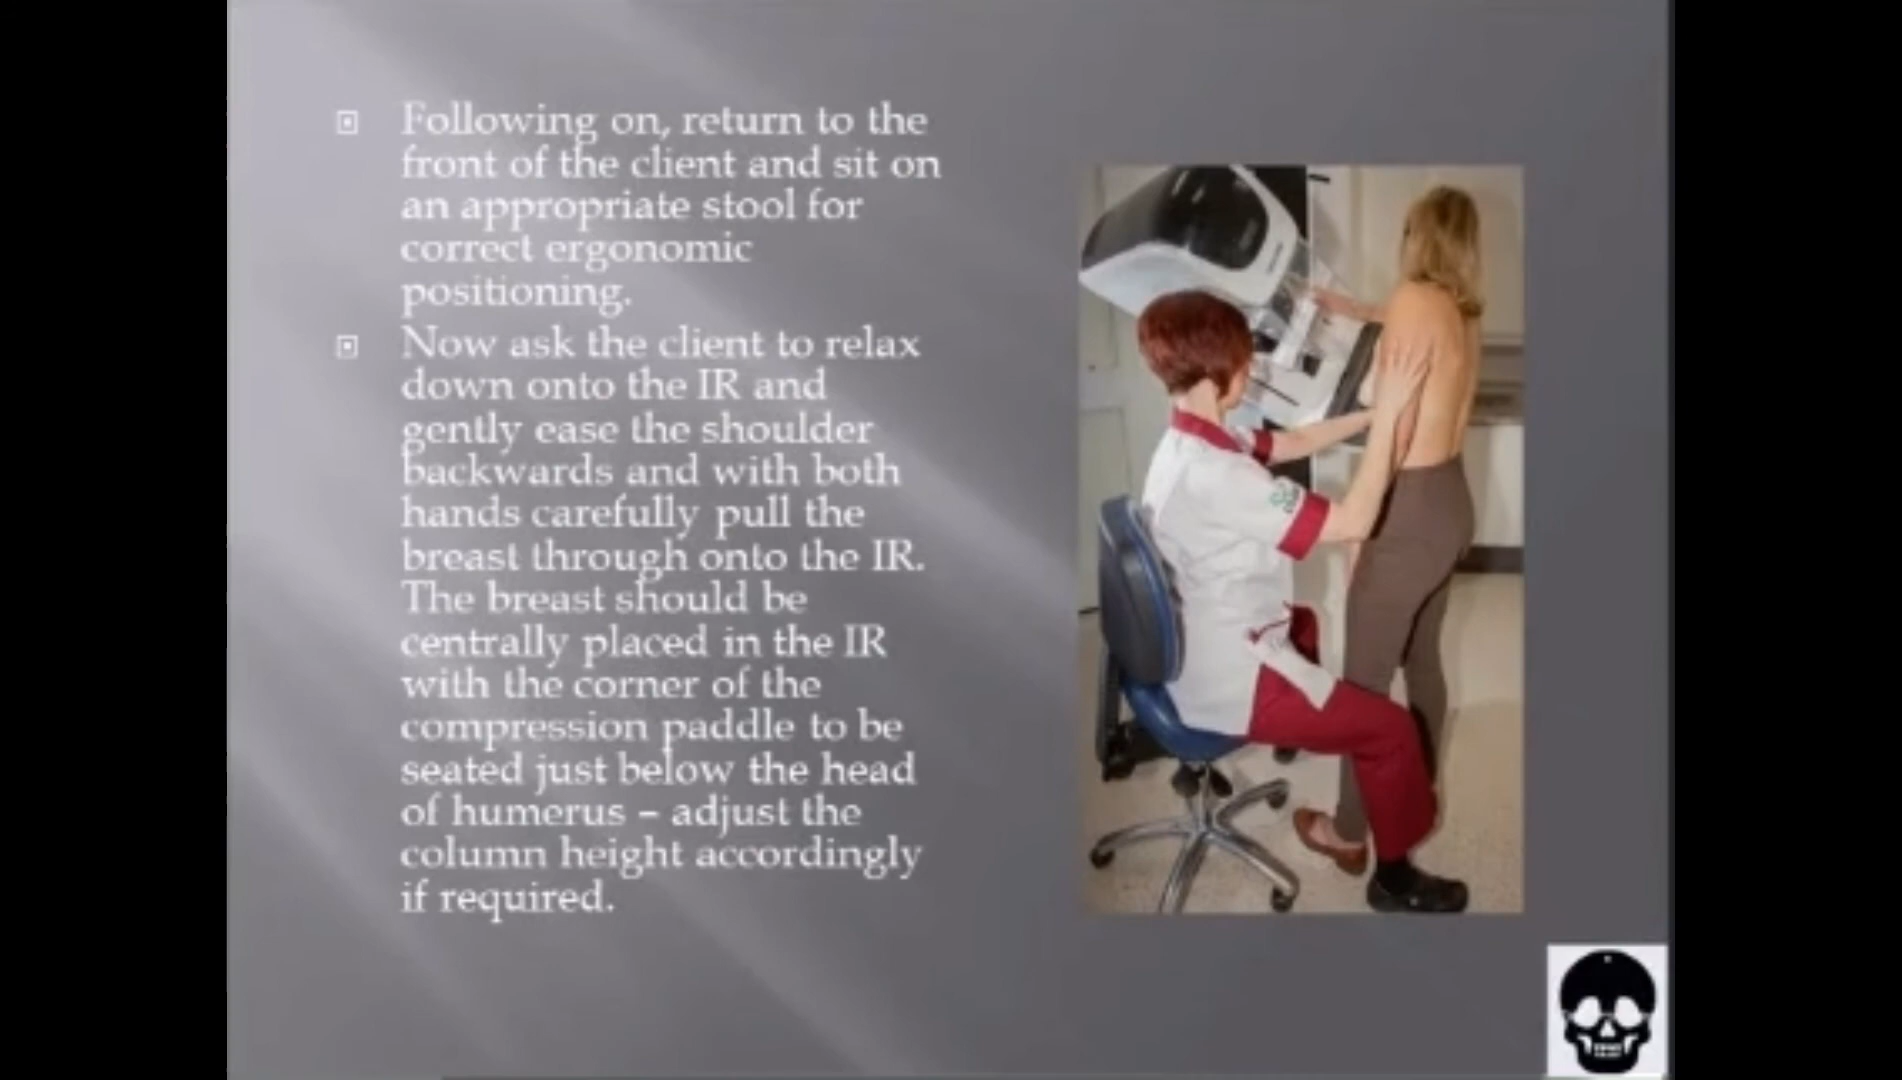 Following on, return to the
front of the client and sit on
an appropriate stool for
correct ergonomic
positioning.
Now ask the client to relax
down onto the IR and
gently ease the shoulder
backwards and with both
hands carefully pull the
breast through onto the IR.
The breast should be
centrally placed in the IR
with the corner of the
compression paddle to be
seated just below the head
of humerus – adjust the
column height accordingly
if required.